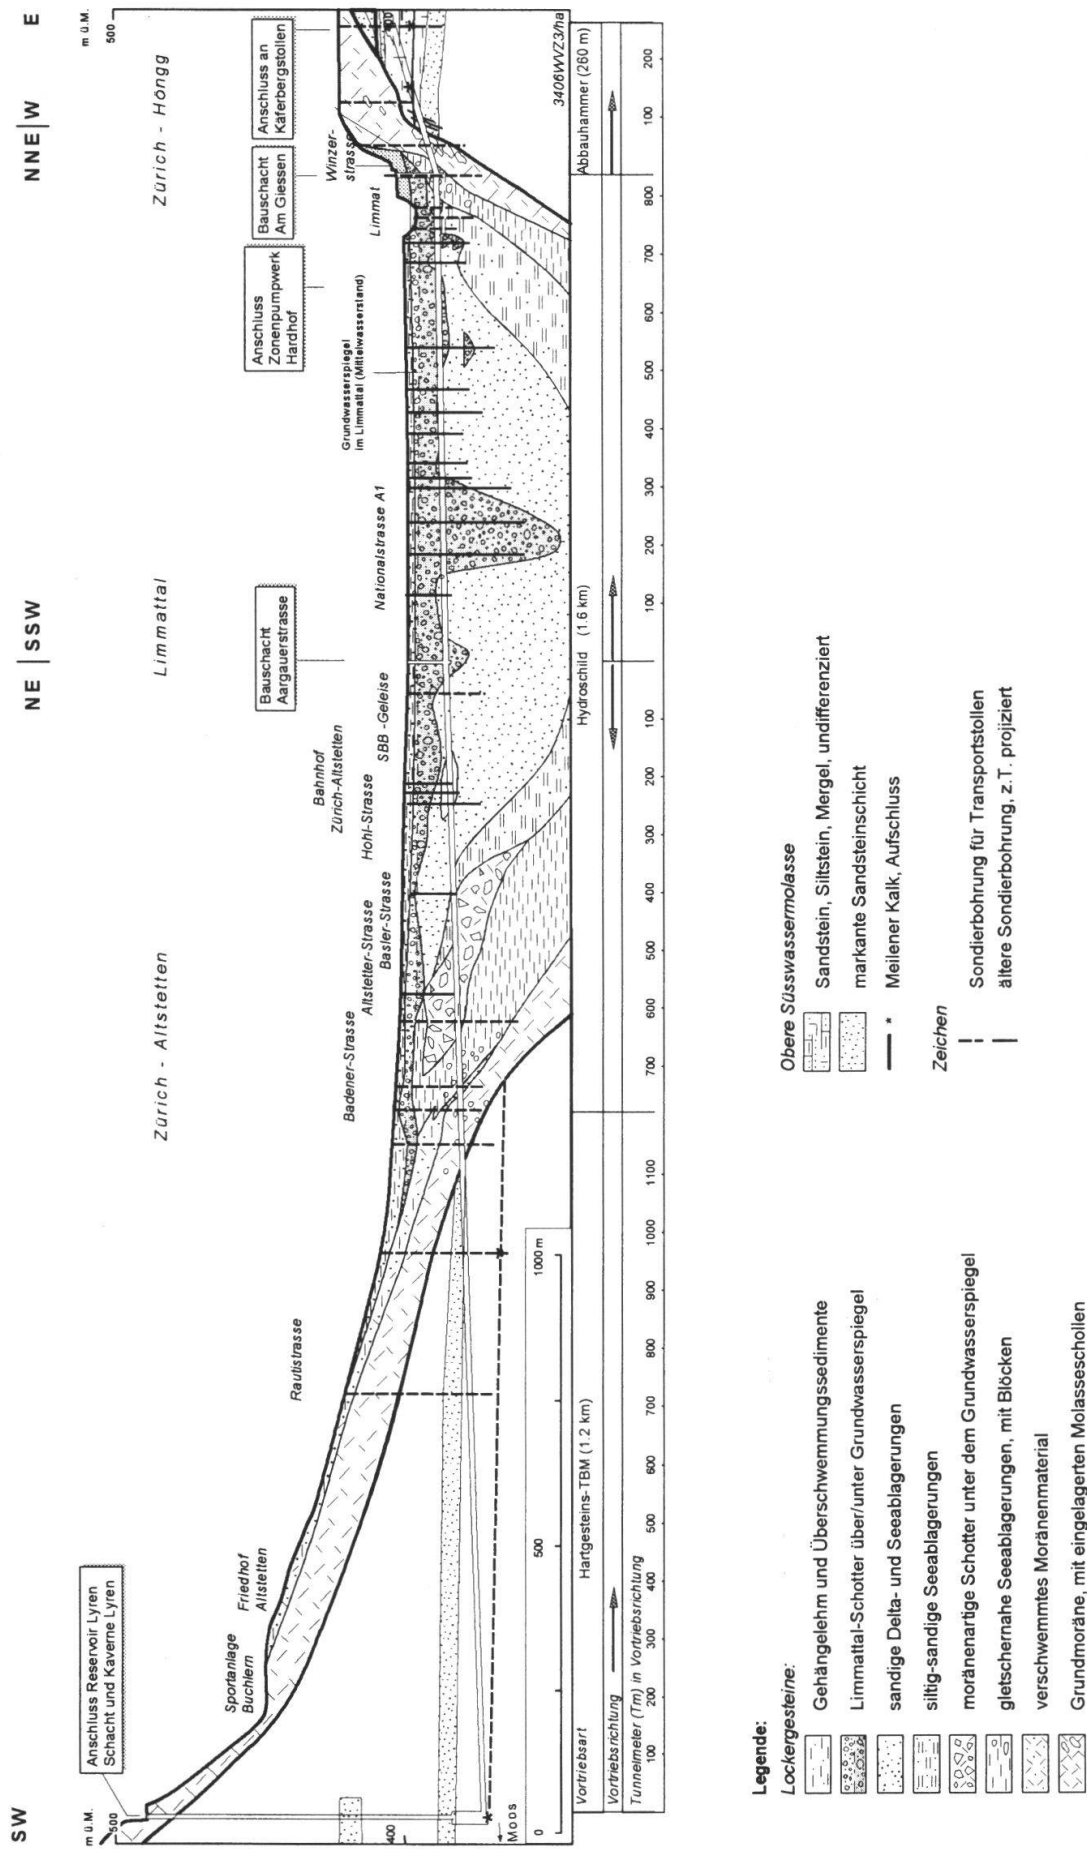 SW
NE | SSW
NNE | W
E
Zürich - Altstetten
Limmattal
Zürich - Höngg
m ü.M.
500
400
m ü.M.
500
400
Anschluss Reservoir Lyren
Schacht und Kaverne Lyren
Sportanlage
Buchlern
Friedhof
Altstetten
Rautistrasse
Badener-Strasse
Altstetter-Strasse
Basler-Strasse
Hohl-Strasse
Bahnhof
Zürich-Altstetten
SBB -Geleise
Bauschacht
Aargauerstrasse
Nationalstrasse A1
Grundwasserspiegel
im Limmattal (Mittelwasserstand)
Anschluss
Zonenpumpwerk
Hardhof
Limmat
Bauschacht
Am Giessen
Winzer-
strasse
Anschluss an
Käferbergstollen
Moos
0
500
1000 m
3406WVZ3/ha
Vortriebsart
Hartgesteins-TBM (1.2 km)
Hydroschild (1.6 km)
Abbauhammer (260 m)
Vortriebsrichtung
Tunnelmeter (Tm) in Vortriebsrichtung
100 200 300 400 500 600 700 800 900 1000 1100
700 600 500 400 300 200 100
100 200 300 400 500 600 700 800
100 200
Legende:
Lockergesteine:
Gehängelehm und Überschwemmungssedimente
Limmattal-Schotter über/unter Grundwasserspiegel
sandige Delta- und Seeablagerungen
siltig-sandige Seeablagerungen
moränenartige Schotter unter dem Grundwasserspiegel
gletschernahe Seeablagerungen, mit Blöcken
verschwemmtes Moränenmaterial
Grundmoräne, mit eingelagerten Molasseschollen
Obere Süsswassermolasse
Sandstein, Siltstein, Mergel, undifferenziert
markante Sandsteinschicht
* Meilener Kalk, Aufschluss
Zeichen
Sondierbohrung für Transportstollen
ältere Sondierbohrung, z.T. projiziert